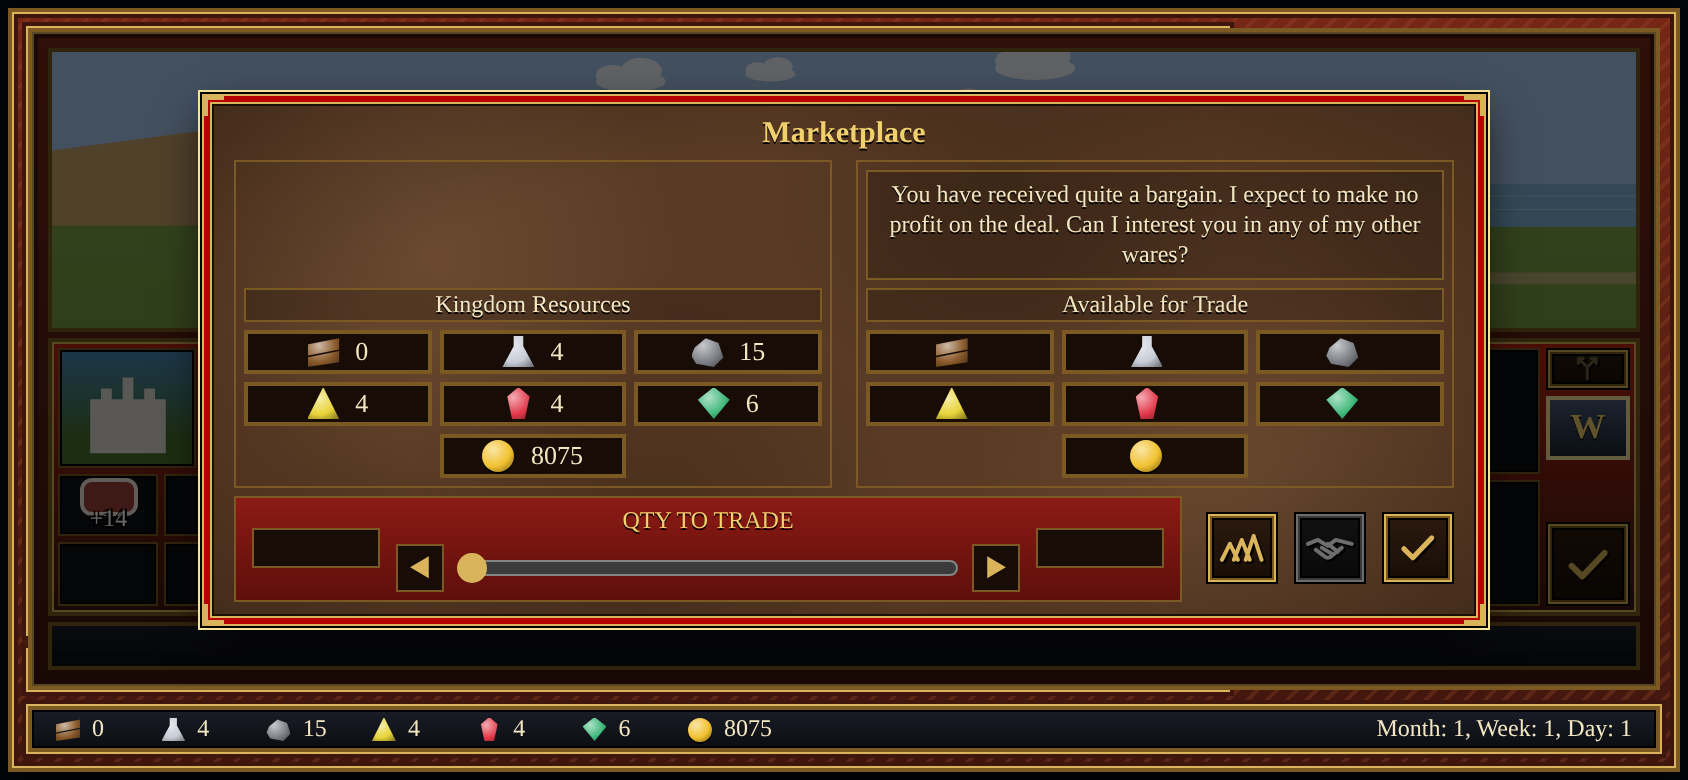 Marketplace
You have received quite a bargain. I expect to make no
profit on the deal. Can I interest you in any of my other
wares?
Kingdom Resources
Available for Trade
0
4
15
4
4
6
8075
QTY TO TRADE
W
+14
0
4
15
4
4
6
8075
Month: 1, Week: 1, Day: 1